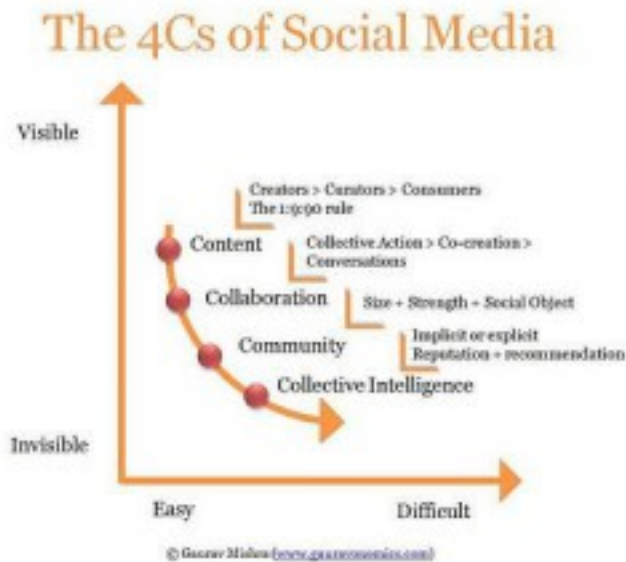 The 4Cs of Social Media
Visible
Creators > Curators > Consumers
The 1:9:90 rule
Content
Collective Action > Co-creation >
Conversations
Collaboration
Size + Strength + Social Object
Community
Implicit or explicit
Reputation + recommendation
Collective Intelligence
Invisible
Easy
Difficult
© Gaurav Mishra (www.gauravonomics.com)